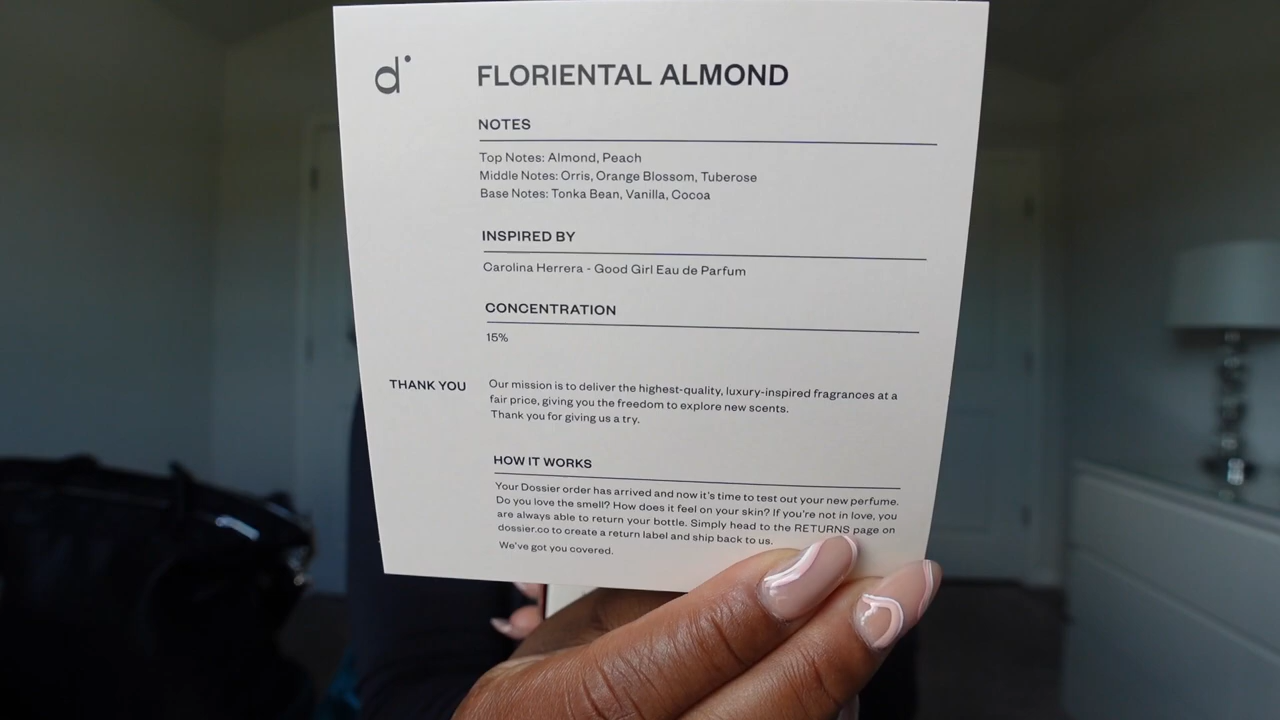 d•
FLORIENTAL ALMOND
NOTES
Top Notes: Almond, Peach
Middle Notes: Orris, Orange Blossom, Tuberose
Base Notes: Tonka Bean, Vanilla, Cocoa
INSPIRED BY
Carolina Herrera - Good Girl Eau de Parfum
CONCENTRATION
15%
THANK YOU
Our mission is to deliver the highest-quality, luxury-inspired fragrances at a
fair price, giving you the freedom to explore new scents.
Thank you for giving us a try.
HOW IT WORKS
Your Dossier order has arrived and now it's time to test out your new perfume.
Do you love the smell? How does it feel on your skin? If you're not in love, you
are always able to return your bottle. Simply head to the RETURNS page on
dossier.co to create a return label and ship back to us.
We've got you covered.